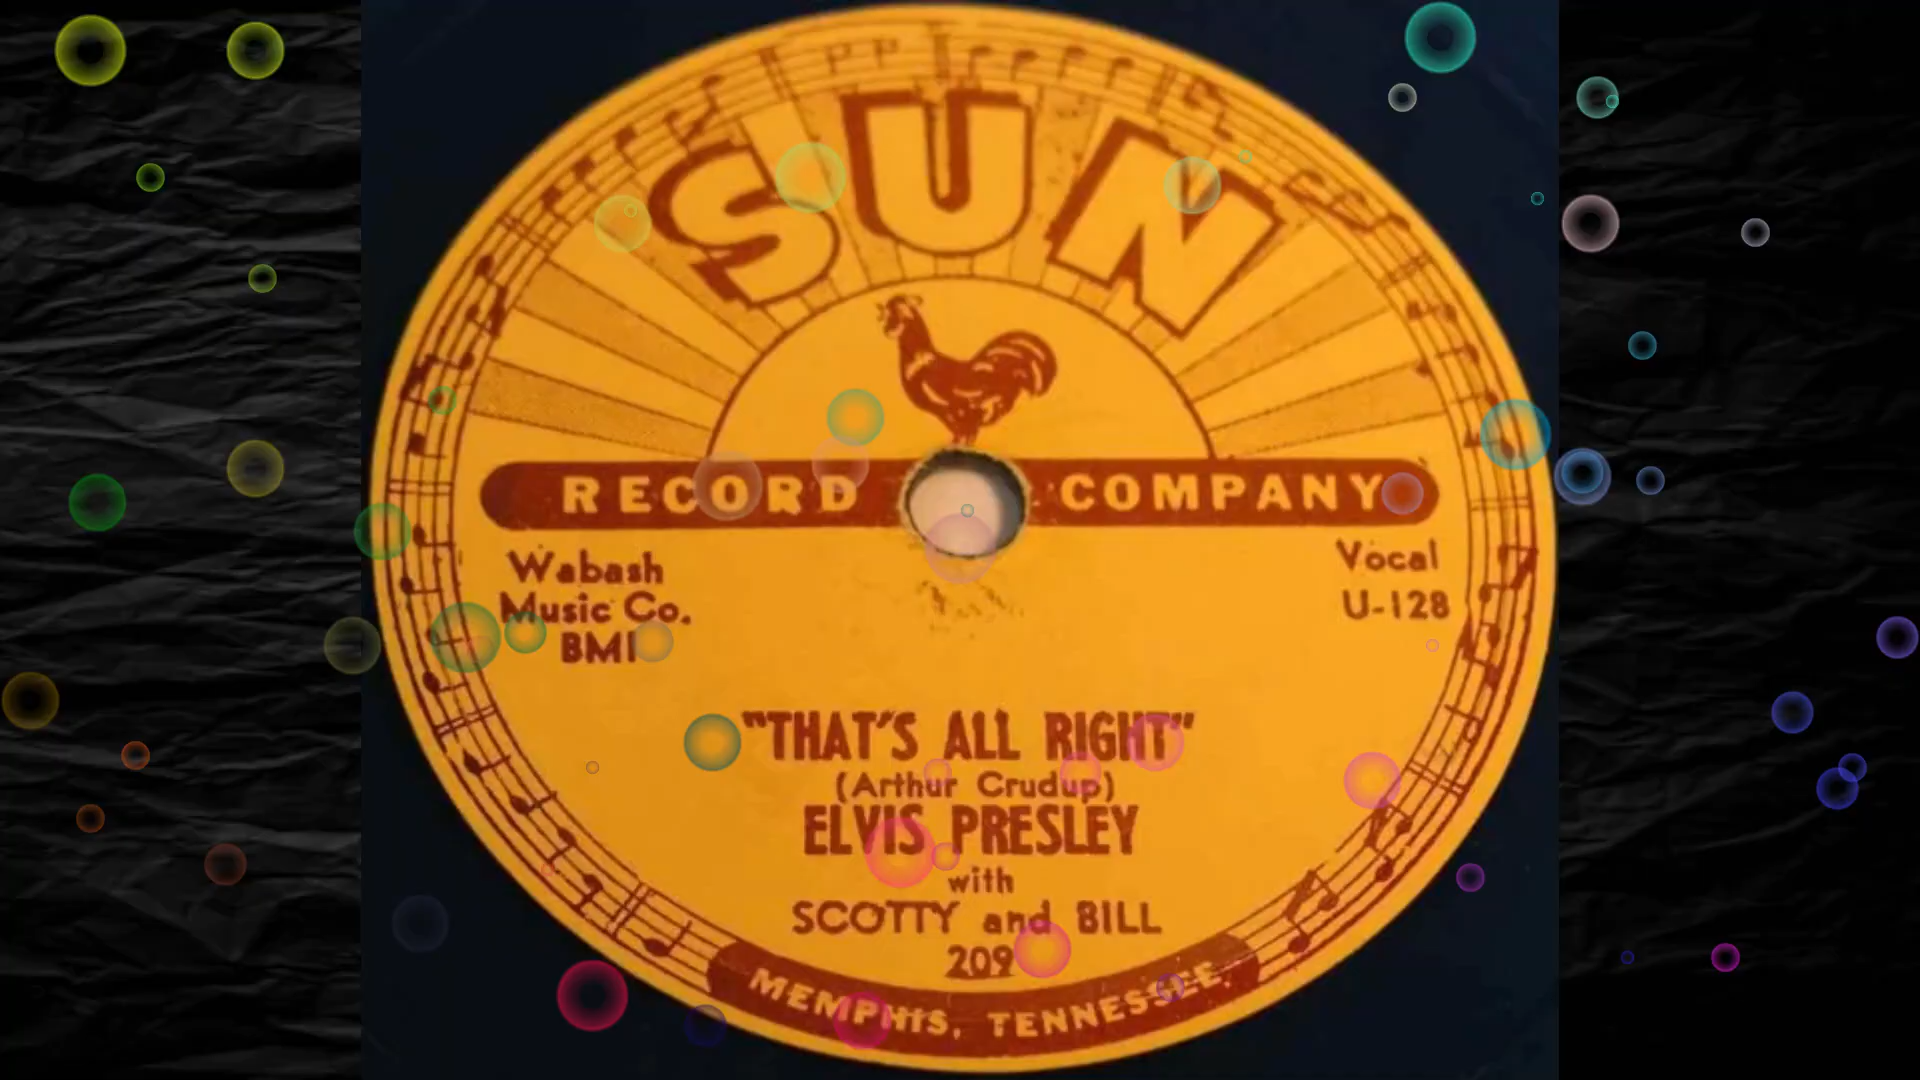 SUN
RECORD COMPANY
Wabash
Music Co.
BMI
Vocal
U-128
"THAT'S ALL RIGHT"
(Arthur Crudup)
ELVIS PRESLEY
with
SCOTTY and BILL
209
MEMPHIS, TENNESSEE.